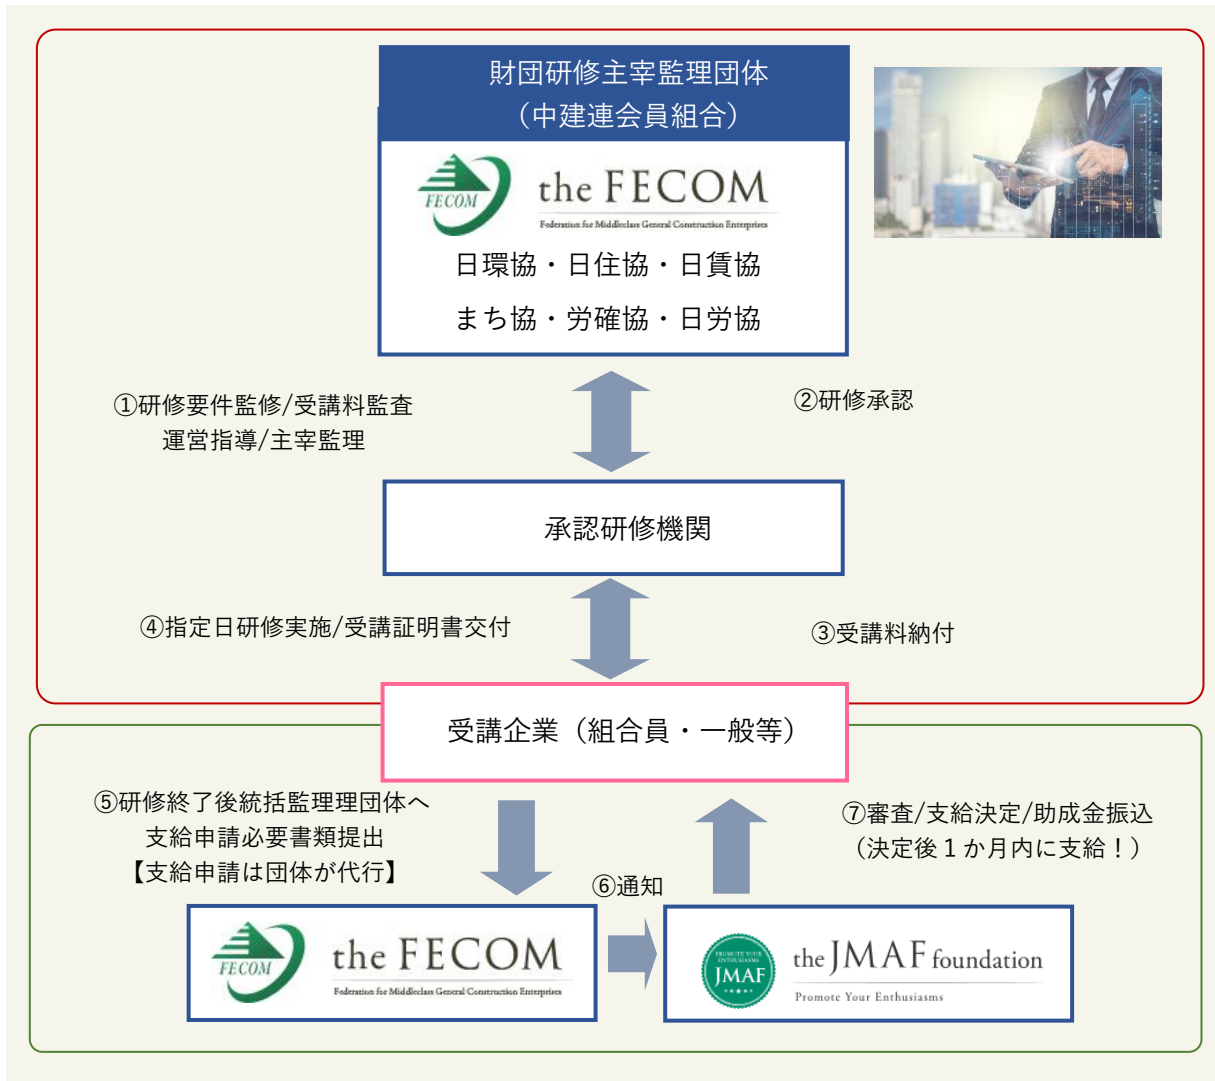 財団研修主宰監理団体
（中建連会員組合）
FECOM
the FECOM
Federation for Middleclass General Construction Enterprises
日環協・日住協・日賃協
まち協・労確協・日労協
①研修要件監修/受講料監査
運営指導/主宰監理
②研修承認
承認研修機関
④指定日研修実施/受講証明書交付
③受講料納付
受講企業（組合員・一般等）
⑤研修終了後統括監理理団体へ
支給申請必要書類提出
【支給申請は団体が代行】
⑦審査/支給決定/助成金振込
（決定後１か月内に支給！）
⑥通知
FECOM
the FECOM
Federation for Middleclass General Construction Enterprises
PROMOTE YOUR
ENTHUSIASMS
JMAF
the JMAF foundation
Promote Your Enthusiasms